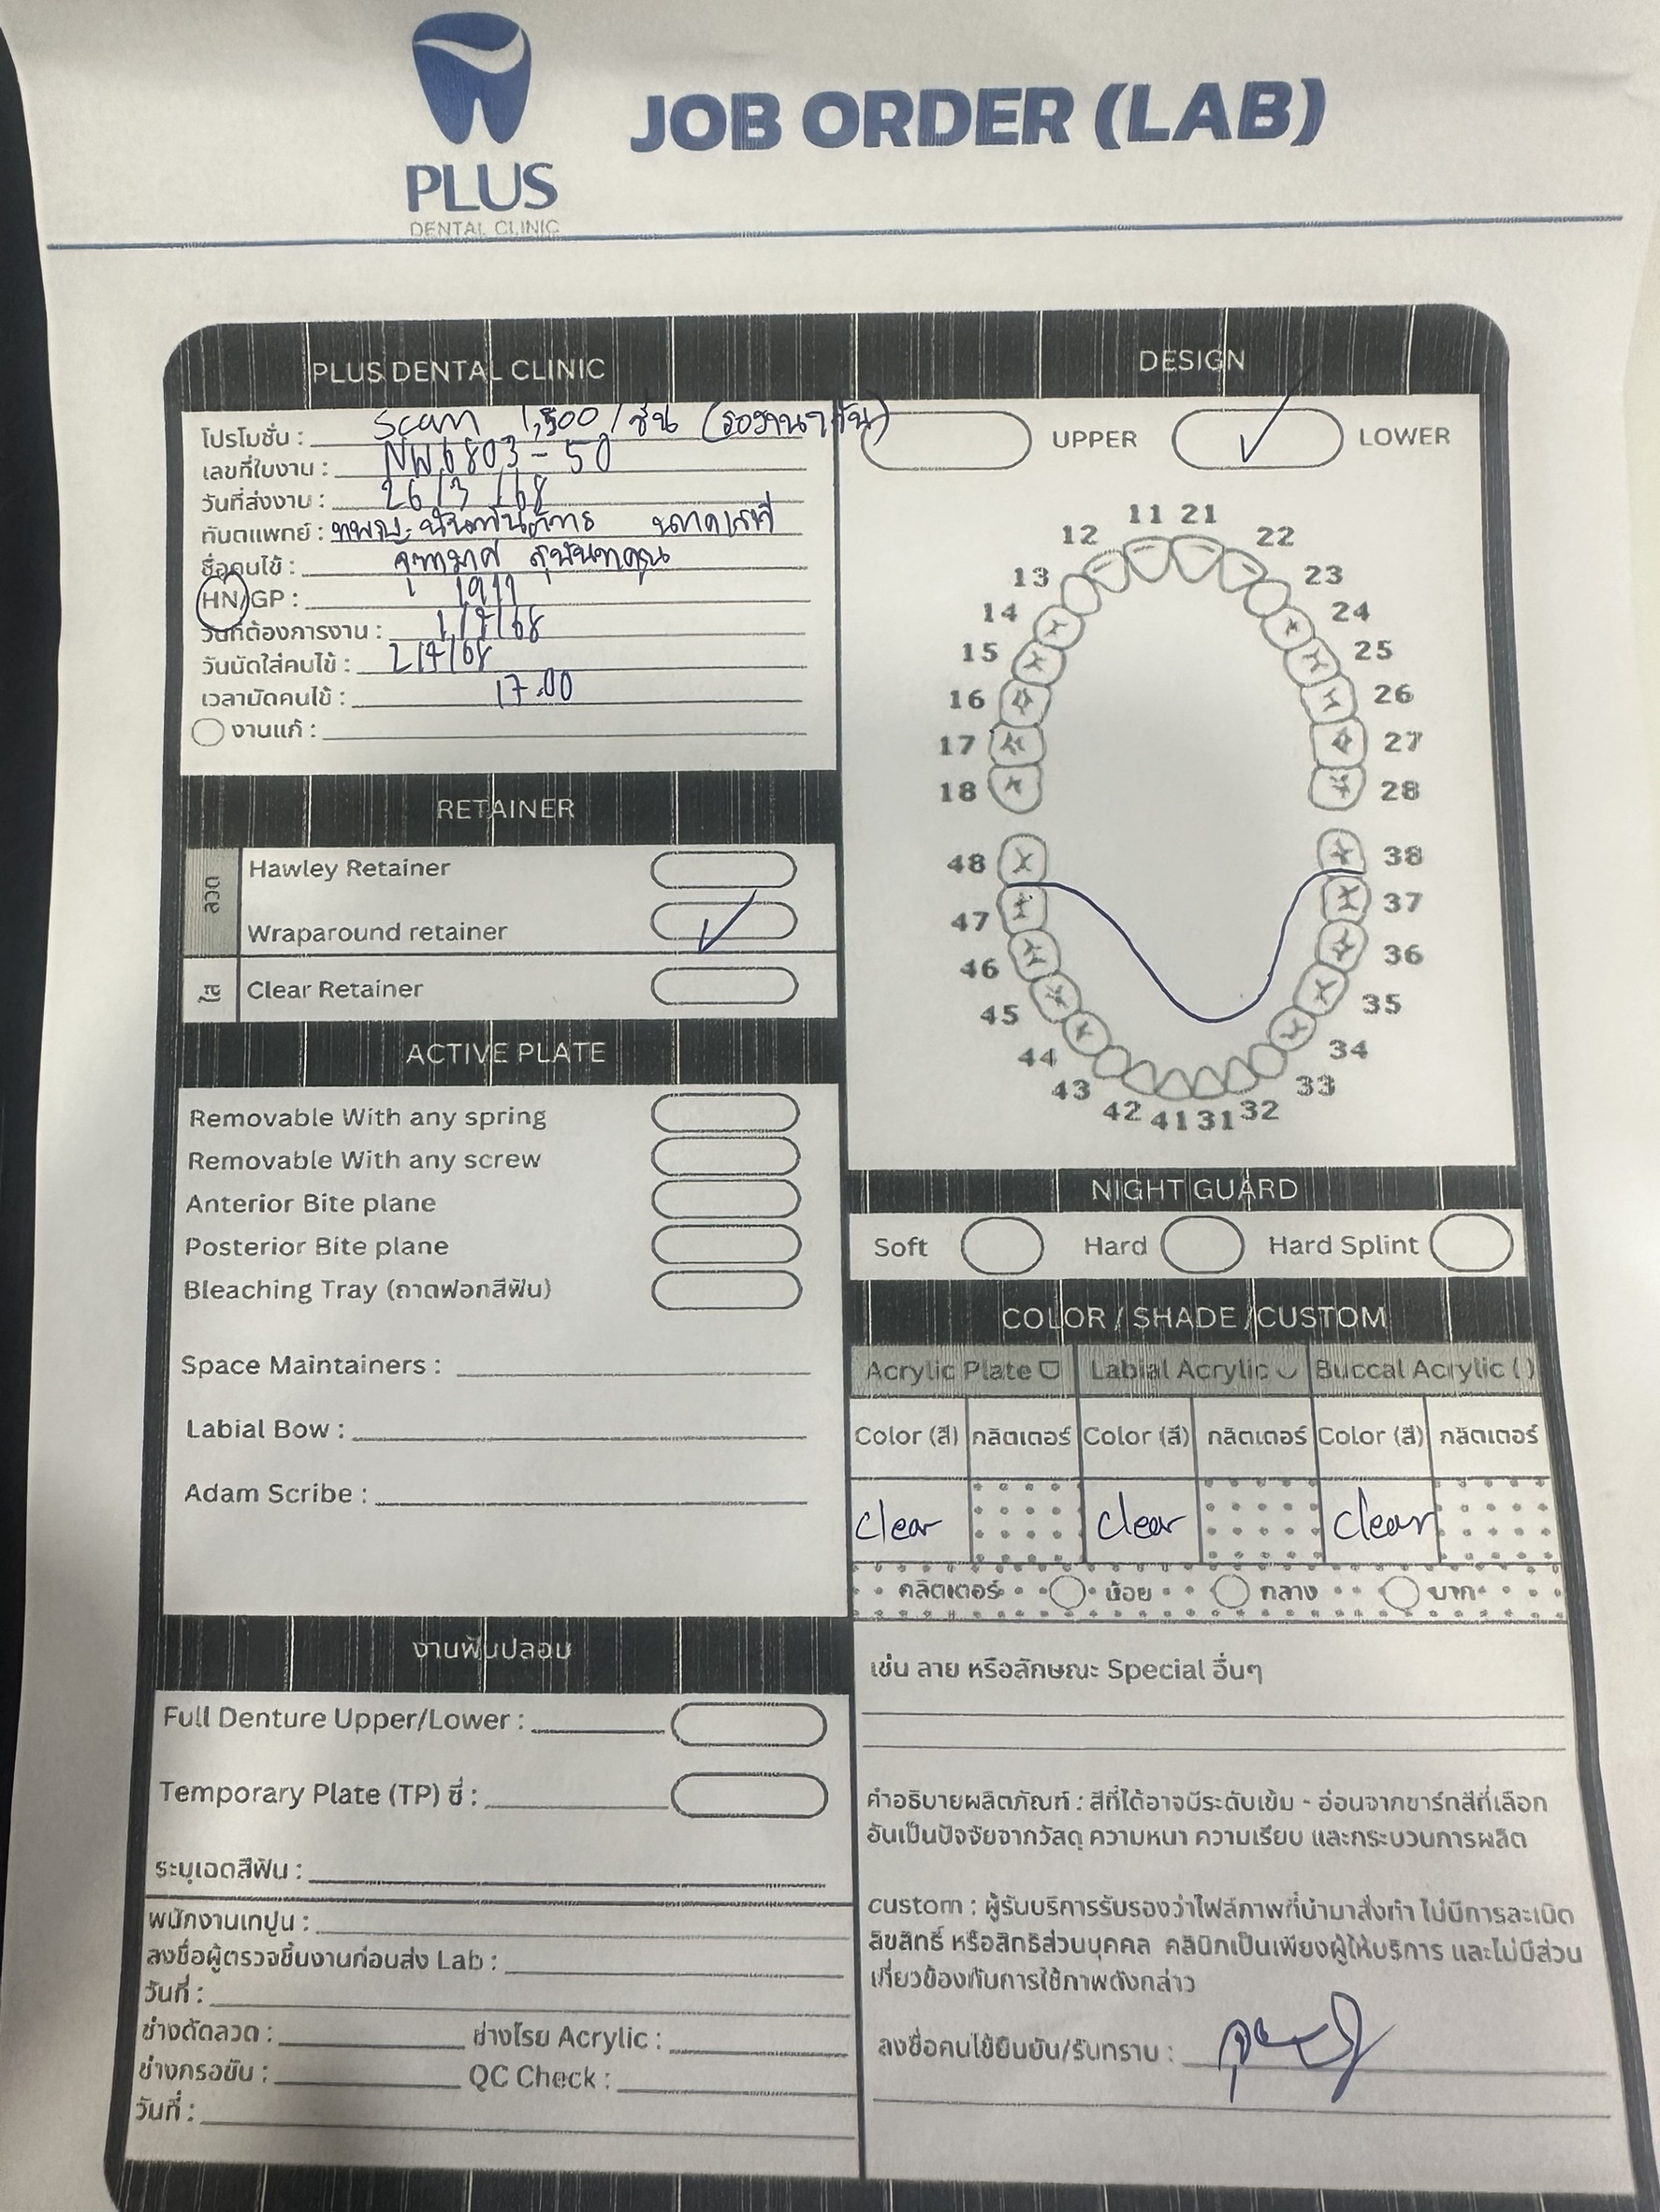 PLUS
DENTAL CLINIC
JOB ORDER (LAB)
PLUS DENTAL CLINIC
โปรโมชั่น : Scan 1,500 / ชิ้น
เลขที่ใบงาน : NW6803-50
วันที่ส่งงาน : 26/3/68
ทันตแพทย์ :
ชื่อคนไข้ :
HN/GP :
วันที่ต้องการงาน : 1/4/68
วันนัดใส่คนไข้ : 2/4/68
เวลานัดคนไข้ : 17.00
งานแก้ :
RETAINER
ลวด
Hawley Retainer
Wraparound retainer
ใส
Clear Retainer
ACTIVE PLATE
Removable With any spring
Removable With any screw
Anterior Bite plane
Posterior Bite plane
Bleaching Tray (ถาดฟอกสีฟัน)
Space Maintainers :
Labial Bow :
Adam Scribe :
งานฟันปลอม
Full Denture Upper/Lower :
Temporary Plate (TP) ซี่ :
ระบุเฉดสีฟัน :
พนักงานเทปูน :
ลงชื่อผู้ตรวจชิ้นงานก่อนส่ง Lab :
วันที่ :
ช่างดัดลวด : ช่างโรย Acrylic :
ช่างกรอขัด : QC Check :
วันที่ :
DESIGN
UPPER LOWER
11 21
12 22
13 23
14 24
15 25
16 26
17 27
18 28
48 38
47 37
46 36
45 35
44 34
43 33
42 41 31 32
NIGHT GUARD
Soft Hard Hard Splint
COLOR / SHADE / CUSTOM
Acrylic Plate Labial Acrylic Buccal Acrylic ( )
Color (สี) กลิตเตอร์ Color (สี) กลิตเตอร์ Color (สี) กลิตเตอร์
clear clear clear
กลิตเตอร์ น้อย กลาง มาก
เช่น ลาย หรือลักษณะ Special อื่นๆ
คำอธิบายผลิตภัณฑ์ : สีที่ได้อาจมีระดับเข้ม - อ่อนจากชาร์ทสีที่เลือก
อันเป็นปัจจัยจากวัสดุ ความหนา ความเรียบ และกระบวนการผลิต
custom : ผู้รับบริการรับรองว่าไฟล์ภาพที่นำมาสั่งทำ ไม่มีการละเมิด
ลิขสิทธิ์ หรือสิทธิส่วนบุคคล คลินิกเป็นเพียงผู้ให้บริการ และไม่มีส่วน
เกี่ยวข้องกับการใช้ภาพดังกล่าว
ลงชื่อคนไข้ยืนยัน/รับทราบ :